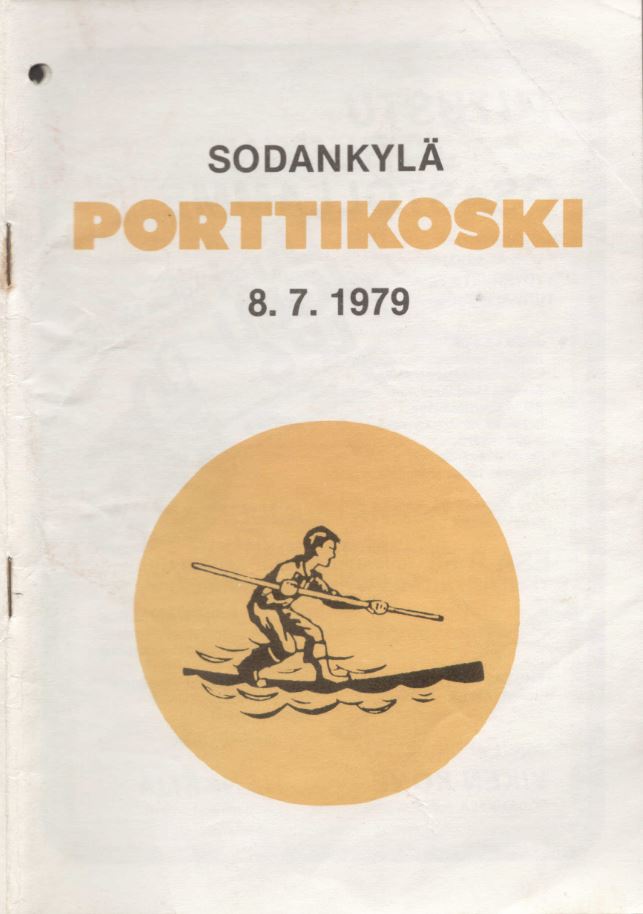 SODANKYLÄ
PORTTIKOSKI
8. 7. 1979